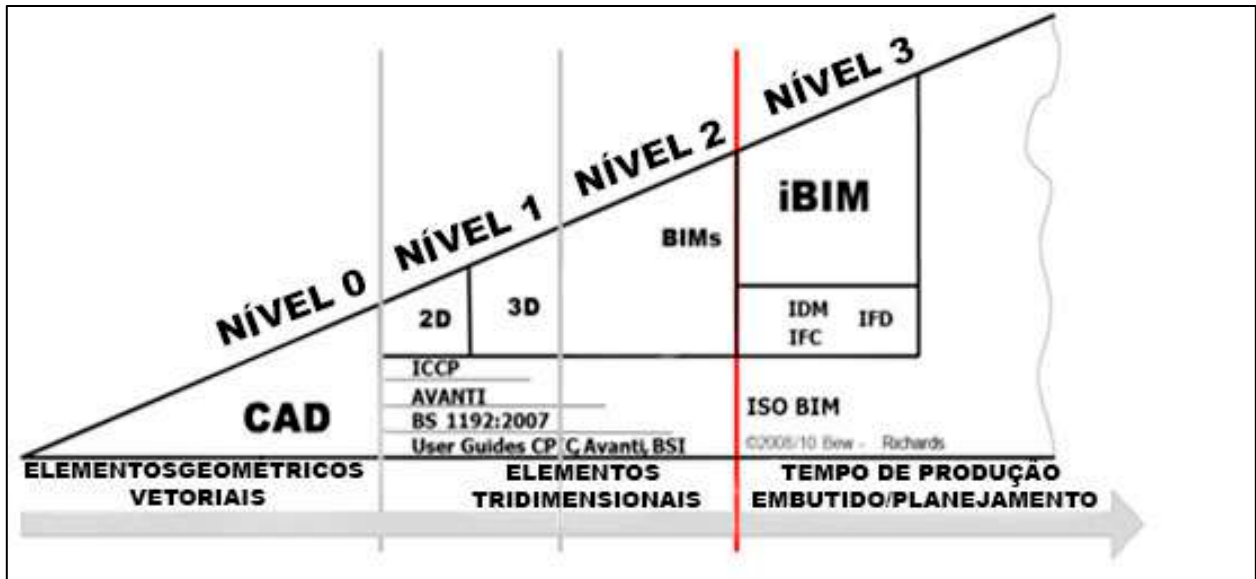 NÍVEL 0
NÍVEL 1
NÍVEL 2
NÍVEL 3
CAD
2D
3D
BIMs
iBIM
IDM
IFC
IFD
ICCP
AVANTI
BS 1192:2007
User Guides CP C, Avanti, BSI
ISO BIM
©2008/10 Bew - Richards
ELEMENTOSGEOMÉTRICOS
VETORIAIS
ELEMENTOS
TRIDIMENSIONAIS
TEMPO DE PRODUÇÃO
EMBUTIDO/PLANEJAMENTO